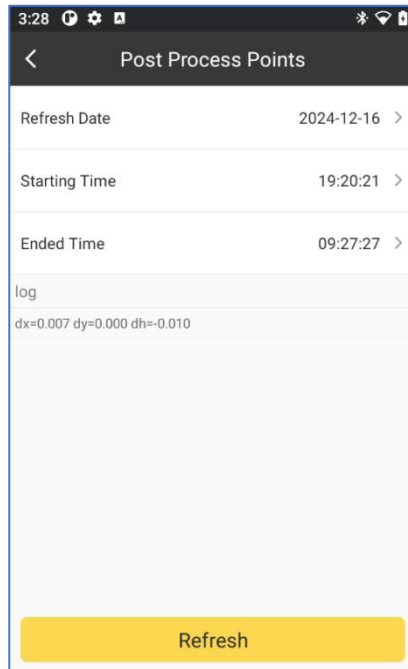 3:28
Post Process Points
Refresh Date 2024-12-16
Starting Time 19:20:21
Ended Time 09:27:27
log
dx=0.007 dy=0.000 dh=-0.010
Refresh